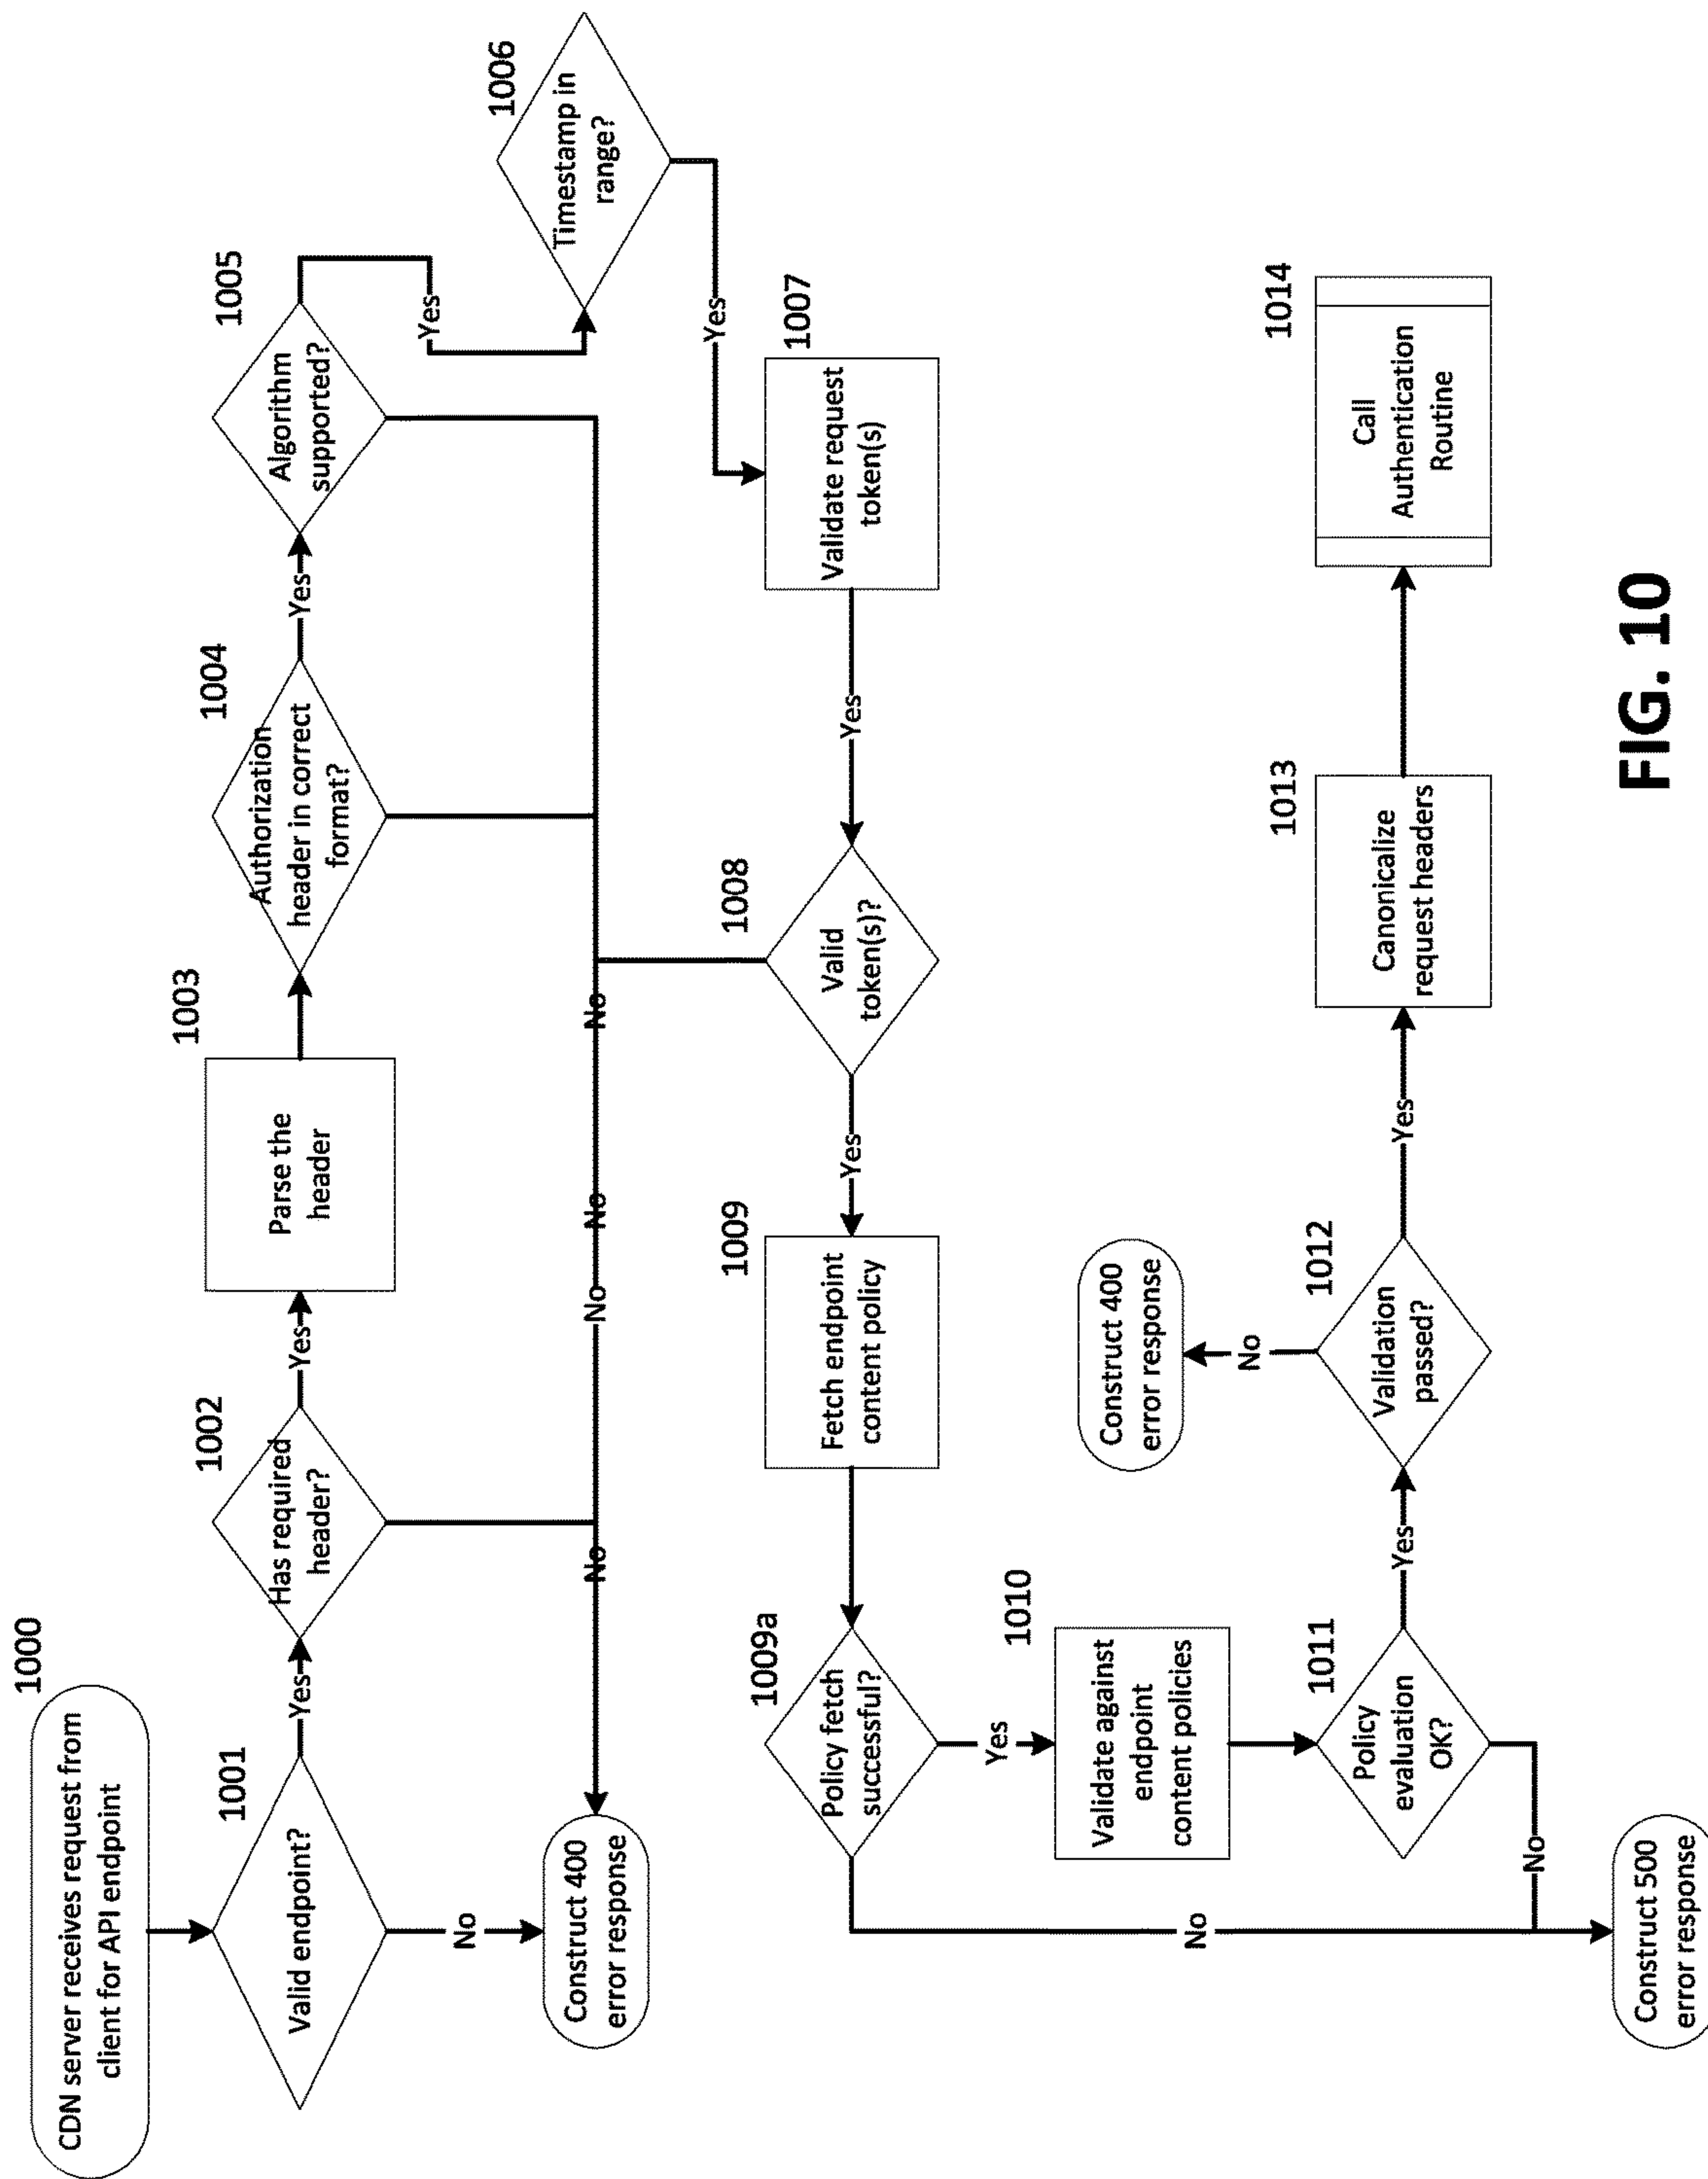 1000
CDN server receives request from
client for API endpoint
1001
Valid endpoint?
Yes
No
Construct 400
error response
1002
Has required
header?
Yes
No
1003
Parse the
header
1004
Authorization
header in correct
format?
Yes
No
1005
Algorithm
supported?
Yes
No
1006
Timestamp in
range?
Yes
1007
Validate request
token(s)
Yes
1008
Valid
token(s)?
No
Yes
1009
Fetch endpoint
content policy
1009a
Policy fetch
successful?
Yes
No
1010
Validate against
endpoint
content policies
1011
Policy
evaluation
OK?
Yes
No
Construct 500
error response
1012
Validation
passed?
No
Construct 400
error response
Yes
1013
Canonicalize
request headers
1014
Call
Authentication
Routine
FIG. 10